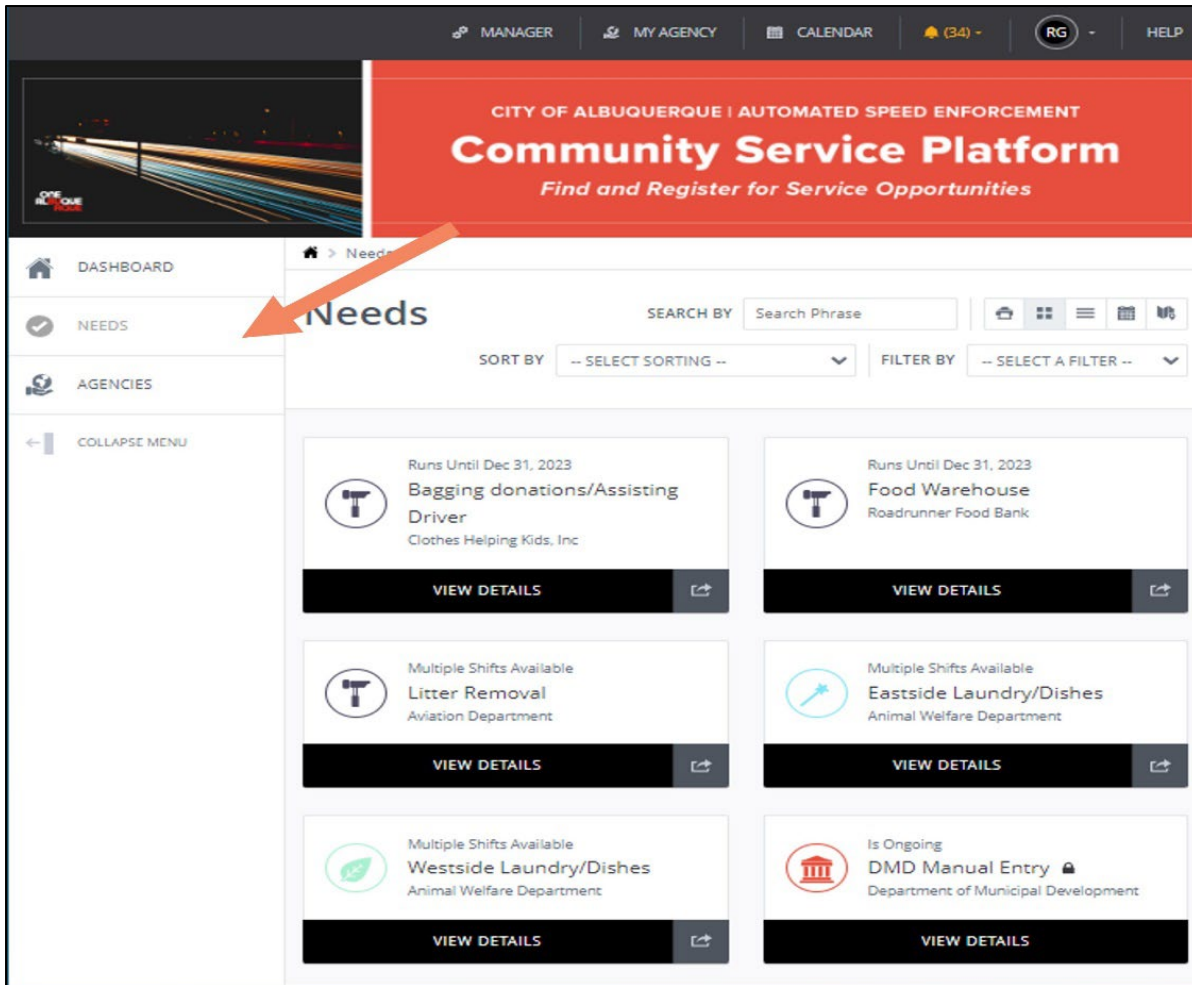 MANAGER
MY AGENCY
CALENDAR
(34)
RG
HELP
ONE
ALBUQUE
RQUE
CITY OF ALBUQUERQUE | AUTOMATED SPEED ENFORCEMENT
Community Service Platform
Find and Register for Service Opportunities
DASHBOARD
NEEDS
AGENCIES
COLLAPSE MENU
> Needs
Needs
SEARCH BY
Search Phrase
SORT BY
-- SELECT SORTING --
FILTER BY
-- SELECT A FILTER --
Runs Until Dec 31, 2023
Bagging donations/Assisting
Driver
Clothes Helping Kids, Inc
VIEW DETAILS
Runs Until Dec 31, 2023
Food Warehouse
Roadrunner Food Bank
VIEW DETAILS
Multiple Shifts Available
Litter Removal
Aviation Department
VIEW DETAILS
Multiple Shifts Available
Eastside Laundry/Dishes
Animal Welfare Department
VIEW DETAILS
Multiple Shifts Available
Westside Laundry/Dishes
Animal Welfare Department
VIEW DETAILS
Is Ongoing
DMD Manual Entry
Department of Municipal Development
VIEW DETAILS